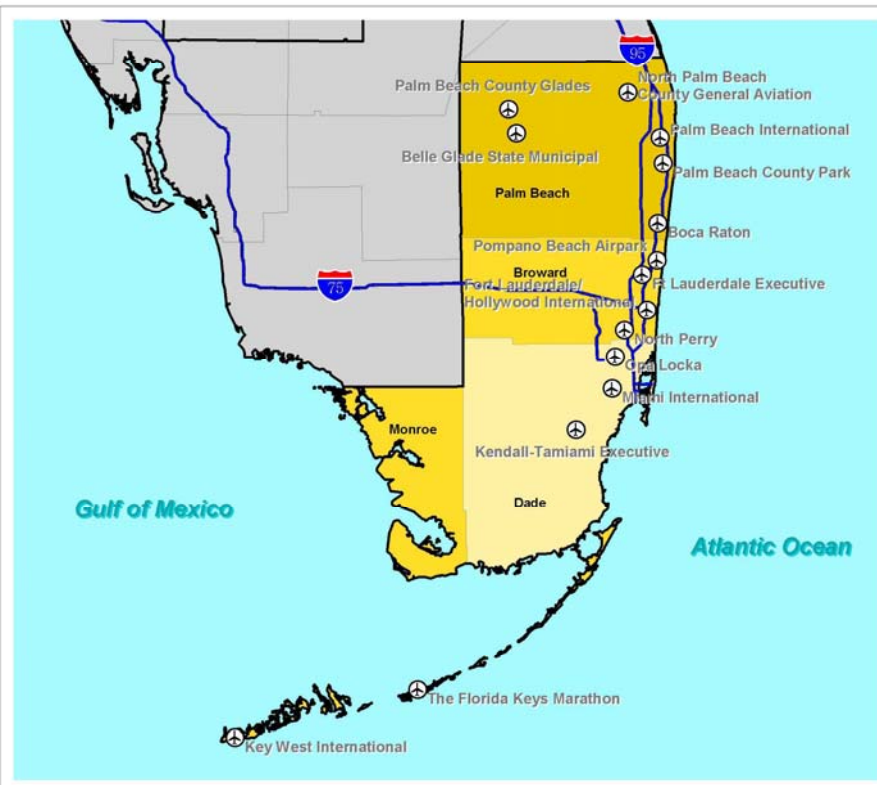 95
Palm Beach County Glades
North Palm Beach
County General Aviation
Palm Beach International
Belle Glade State Municipal
Palm Beach County Park
Palm Beach
Boca Raton
Pompano Beach Airpark
Broward
Fort Lauderdale/
Hollywood International
Ft Lauderdale Executive
75
North Perry
Opa Locka
Miami International
Monroe
Kendall-Tamiami Executive
Dade
Gulf of Mexico
Atlantic Ocean
The Florida Keys Marathon
Key West International